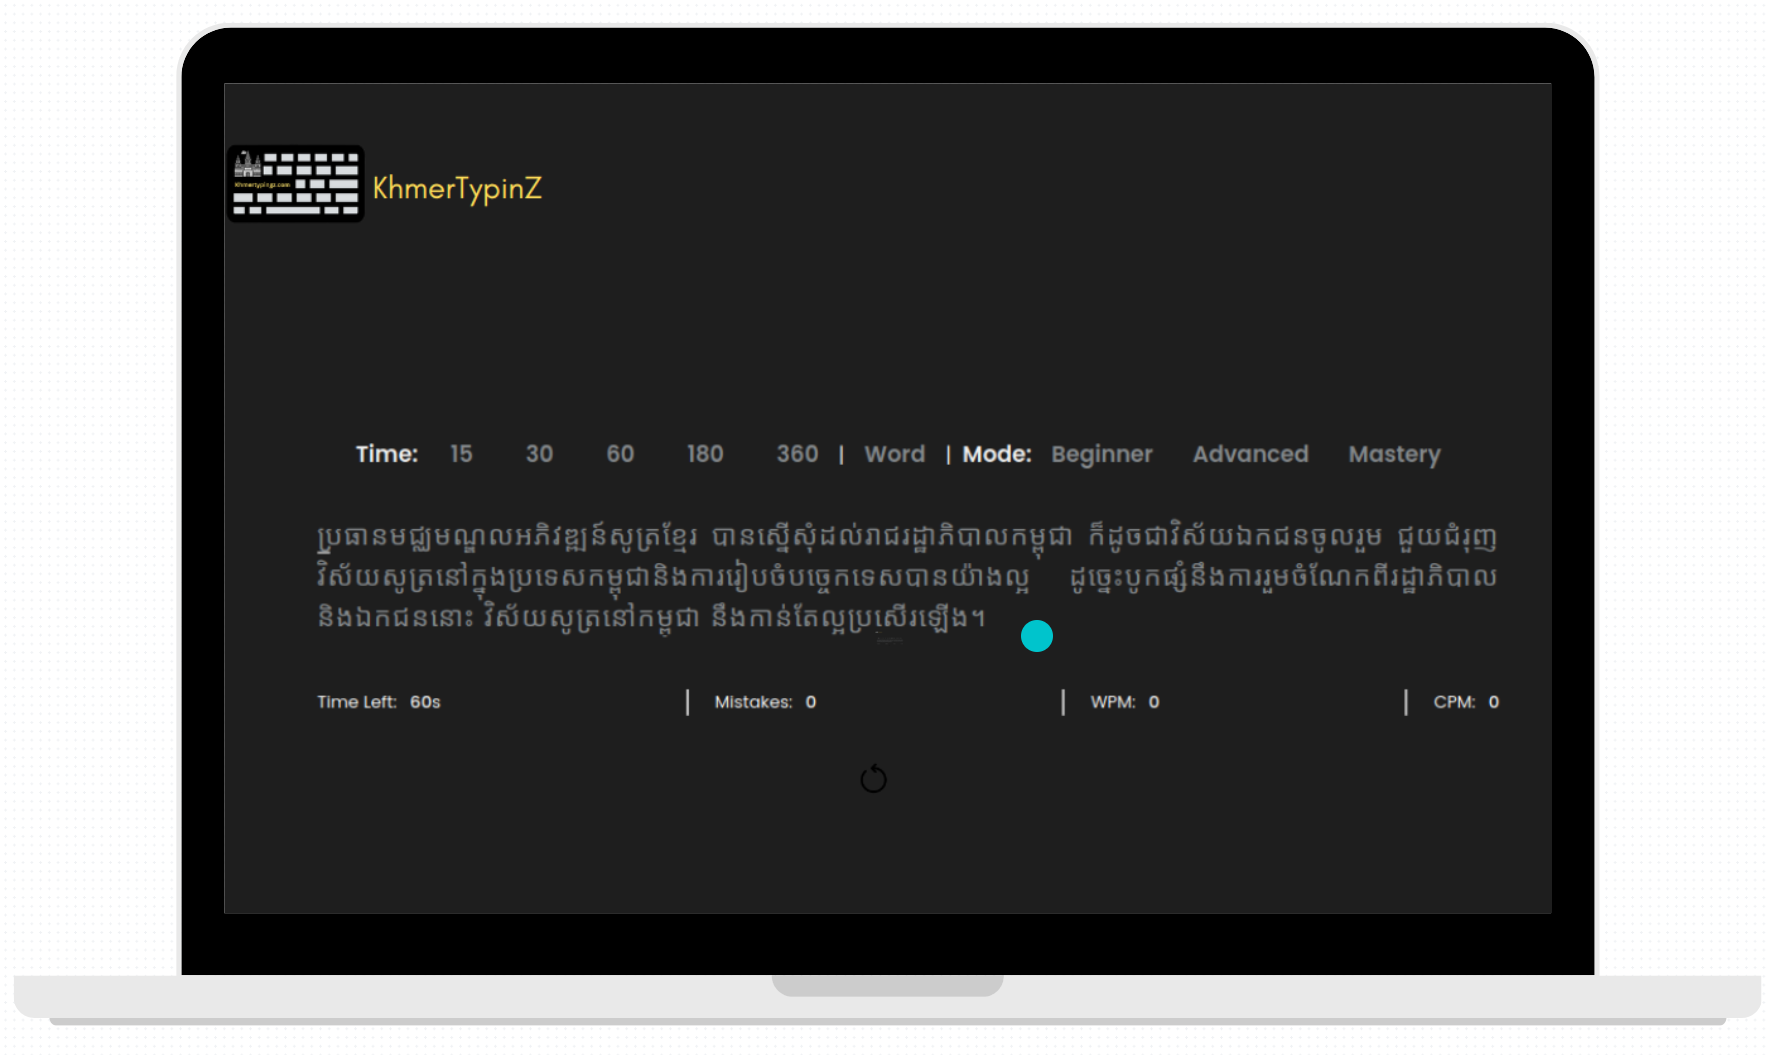 Khmertypingz.com
KhmerTypinZ
Time: 15 30 60 180 360 | Word | Mode: Beginner Advanced Mastery
ប្រធានមជ្ឈមណ្ឌលអភិវឌ្ឍន៍សូត្រខ្មែរ បានស្នើសុំដល់រាជរដ្ឋាភិបាលកម្ពុជា ក៏ដូចជាវិស័យឯកជនចូលរួម ជួយជំរុញ
វិស័យសូត្រនៅក្នុងប្រទេសកម្ពុជានិងការរៀបចំបច្ចេកទេសបានយ៉ាងល្អ ដូច្នេះបូកផ្សំនឹងការរួមចំណែកពីរដ្ឋាភិបាល
និងឯកជននោះ វិស័យសូត្រនៅកម្ពុជា នឹងកាន់តែល្អប្រសើរឡើង។
Time Left: 60s | Mistakes: 0 | WPM: 0 | CPM: 0